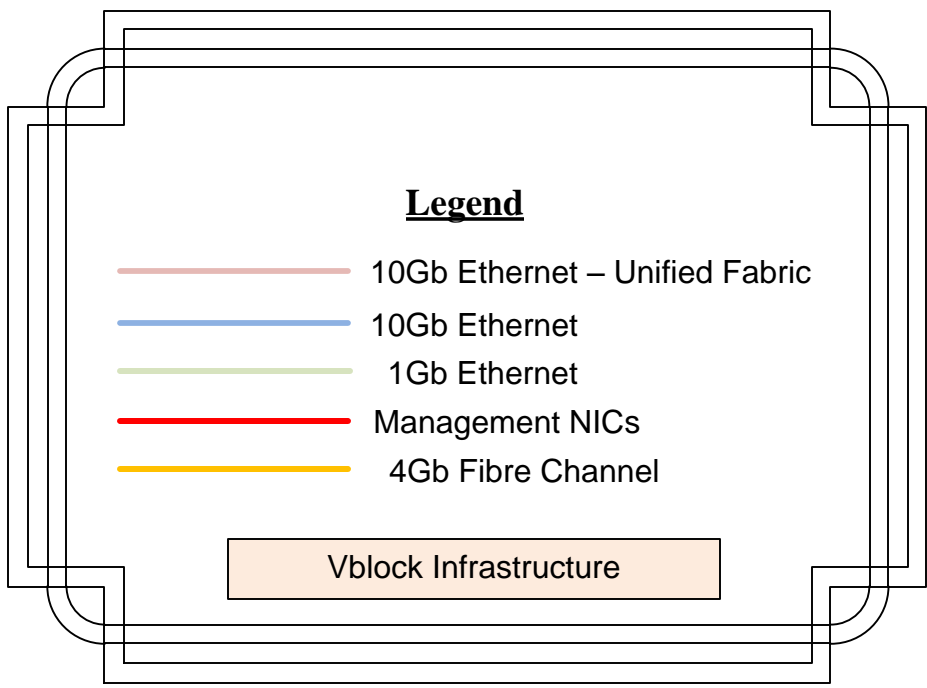 Legend
10Gb Ethernet – Unified Fabric
10Gb Ethernet
1Gb Ethernet
Management NICs
4Gb Fibre Channel
Vblock Infrastructure